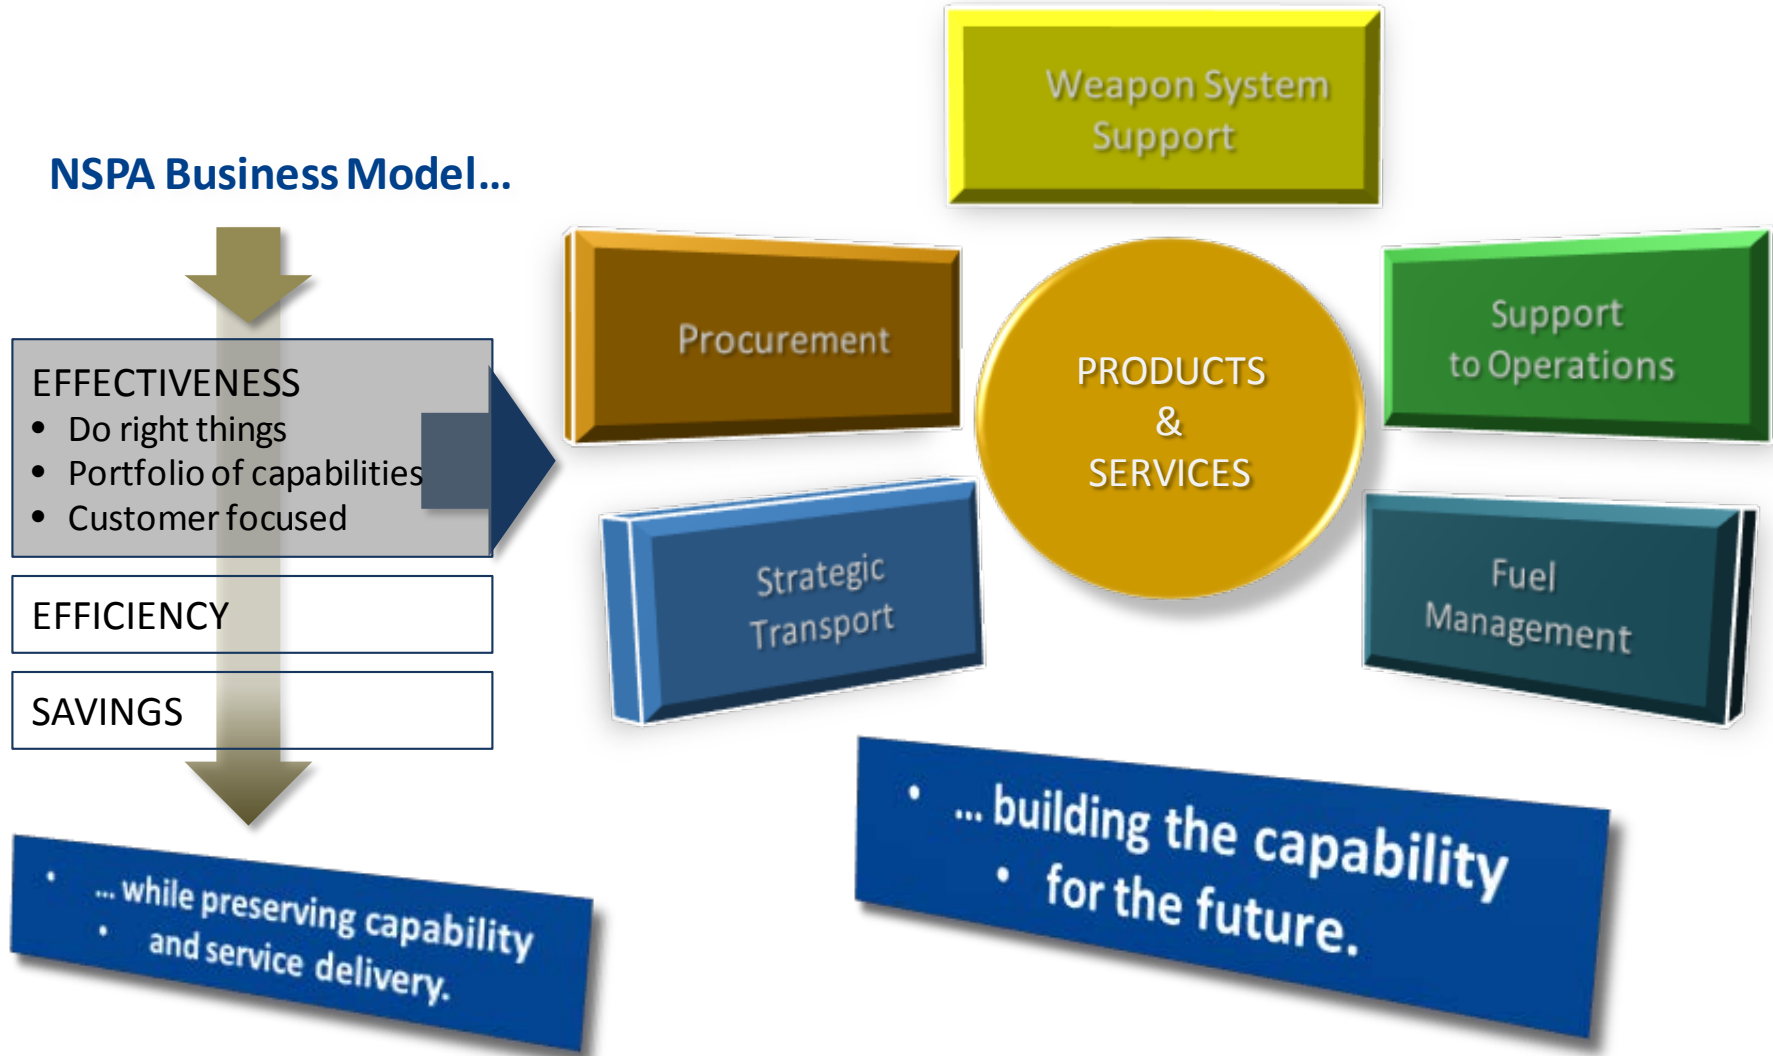 NSPA Business Model...
EFFECTIVENESS
• Do right things
• Portfolio of capabilities
• Customer focused
EFFICIENCY
SAVINGS
• ... while preserving capability
• and service delivery.
Weapon System
Support
Procurement
Support
to Operations
PRODUCTS
&
SERVICES
Strategic
Transport
Fuel
Management
• ... building the capability
• for the future.